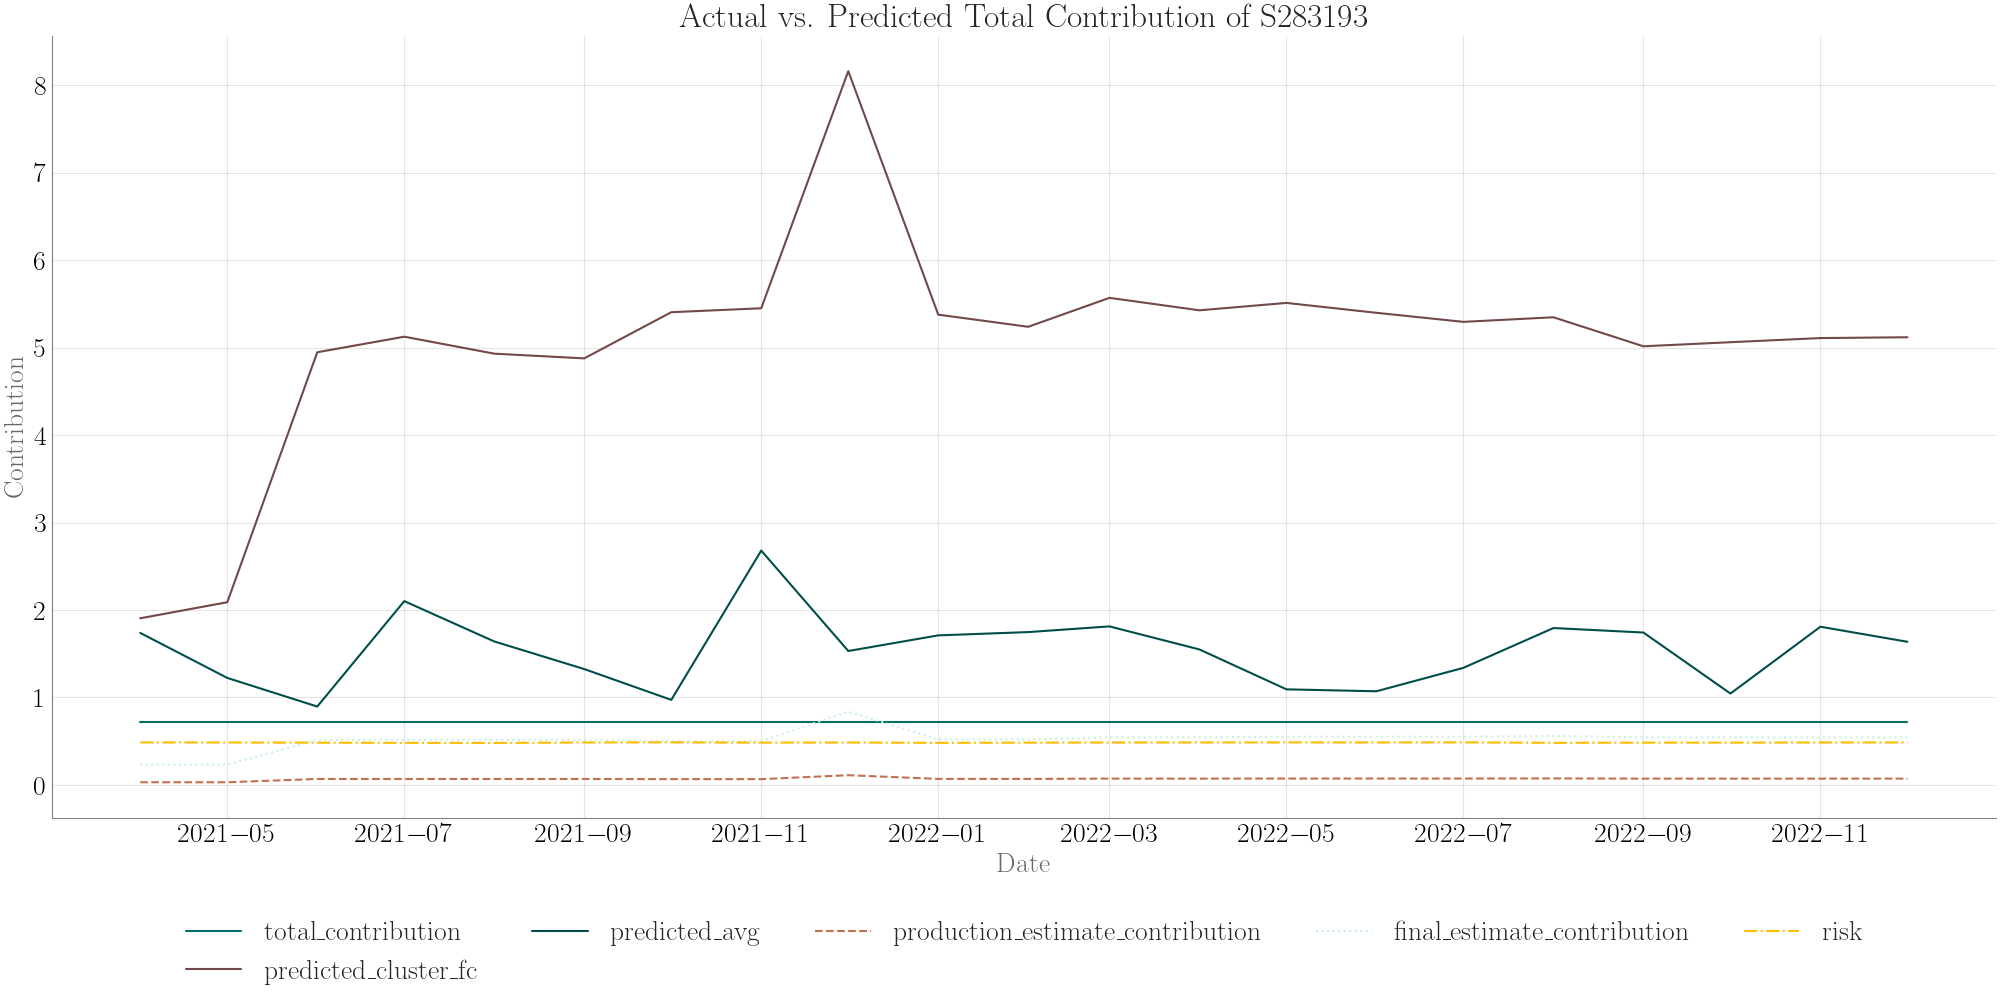 Actual vs. Predicted Total Contribution of S283193
8
7
6
5
4
3
2
1
0
Contribution
2021−05 2021−07 2021−09 2021−11 2022−01 2022−03 2022−05 2022−07 2022−09 2022−11
Date
total_contribution predicted_avg production_estimate_contribution final_estimate_contribution risk
predicted_cluster_fc